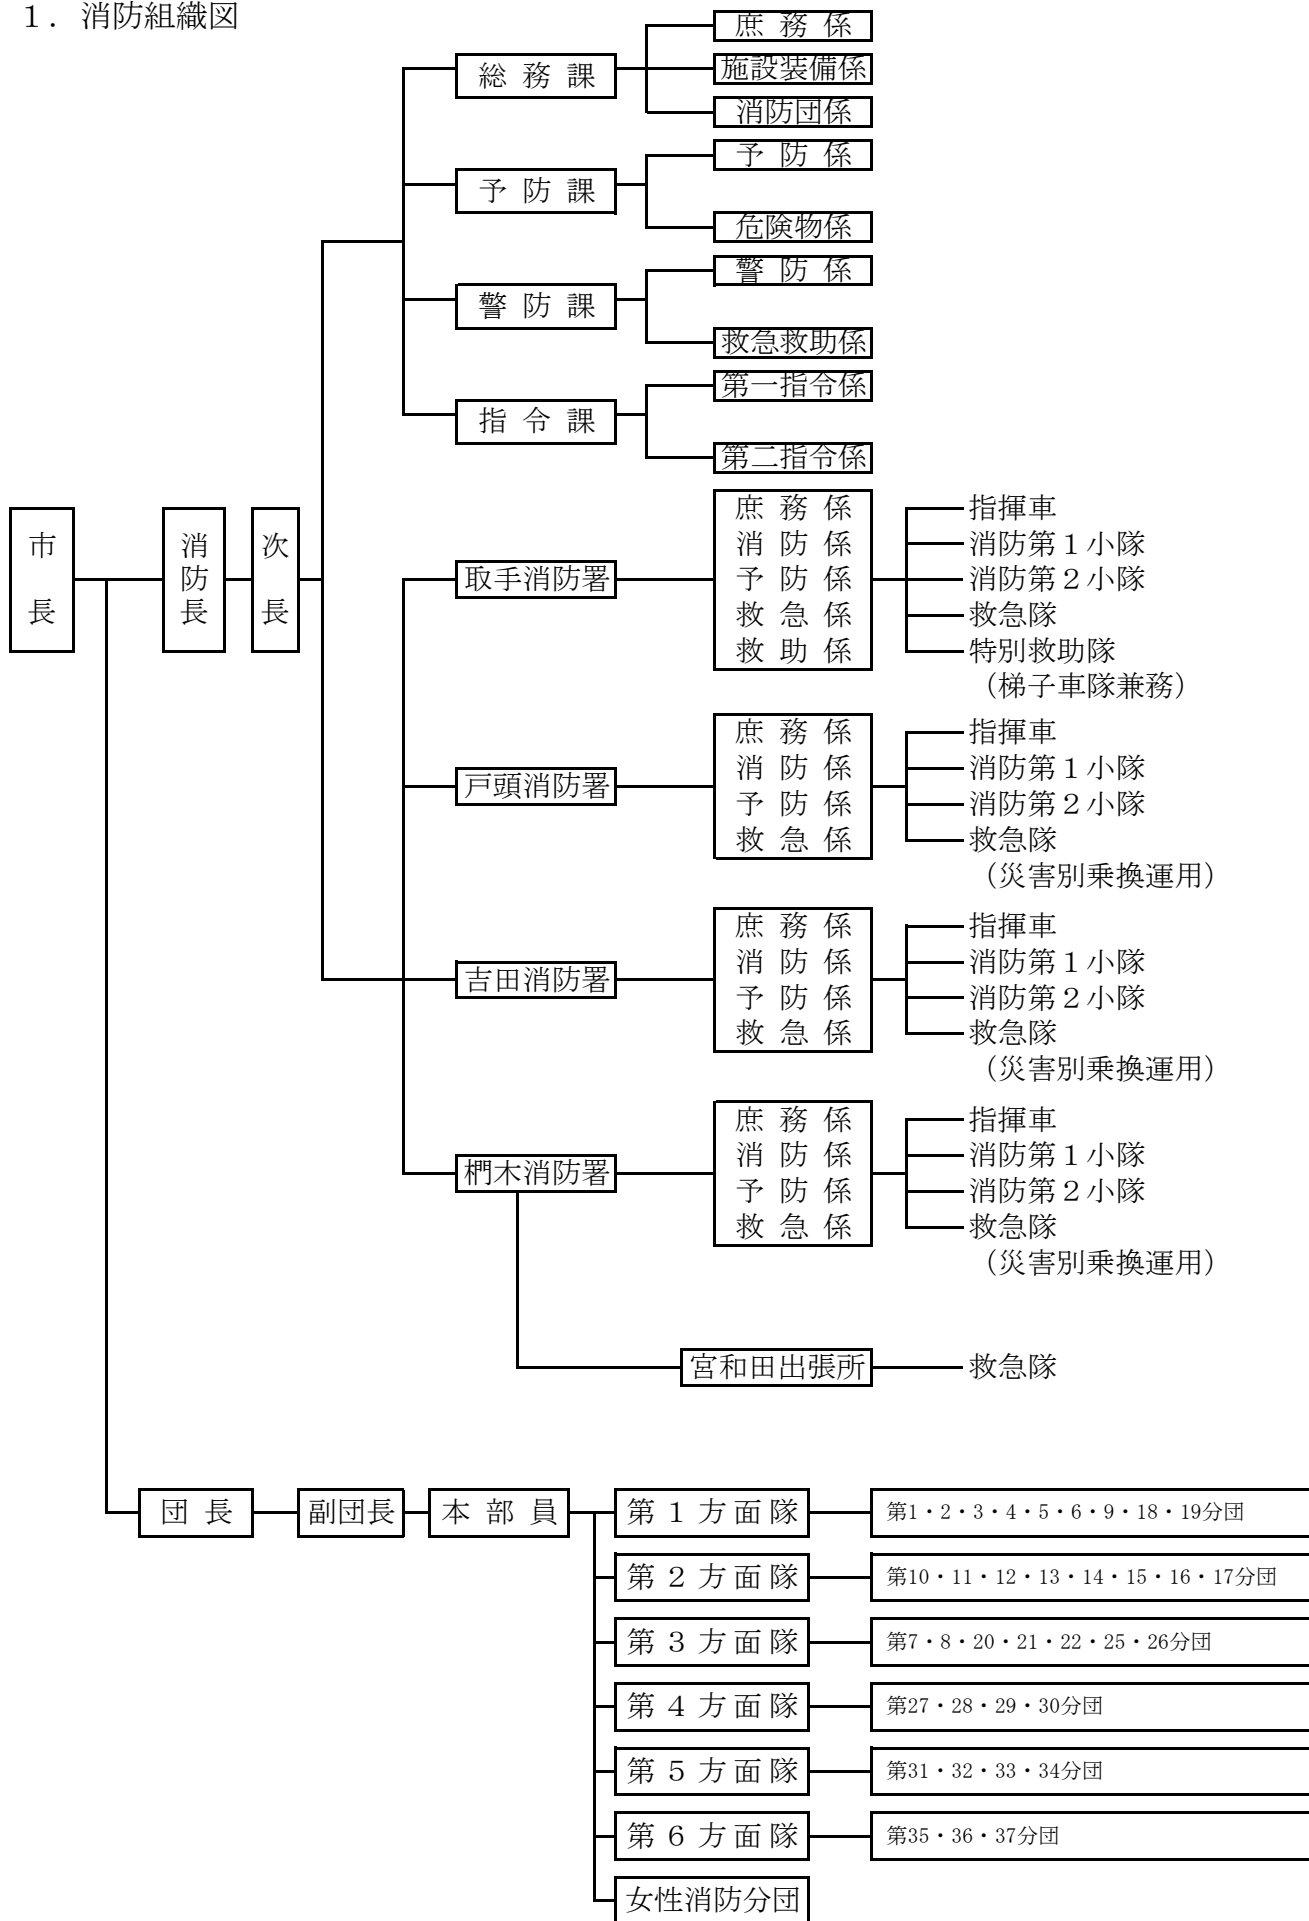 １．消防組織図
庶務係
総務課
施設装備係
消防団係
予防係
予防課
危険物係
警防係
警防課
救急救助係
第一指令係
指令課
第二指令係
市長
消防長
次長
取手消防署
庶務係
消防係
予防係
救急係
救助係
指揮車
消防第１小隊
消防第２小隊
救急隊
特別救助隊
（梯子車隊兼務）
戸頭消防署
庶務係
消防係
予防係
救急係
指揮車
消防第１小隊
消防第２小隊
救急隊
（災害別乗換運用）
吉田消防署
庶務係
消防係
予防係
救急係
指揮車
消防第１小隊
消防第２小隊
救急隊
（災害別乗換運用）
椚木消防署
庶務係
消防係
予防係
救急係
指揮車
消防第１小隊
消防第２小隊
救急隊
（災害別乗換運用）
宮和田出張所
救急隊
団長
副団長
本部員
第１方面隊
第1・2・3・4・5・6・9・18・19分団
第２方面隊
第10・11・12・13・14・15・16・17分団
第３方面隊
第7・8・20・21・22・25・26分団
第４方面隊
第27・28・29・30分団
第５方面隊
第31・32・33・34分団
第６方面隊
第35・36・37分団
女性消防分団